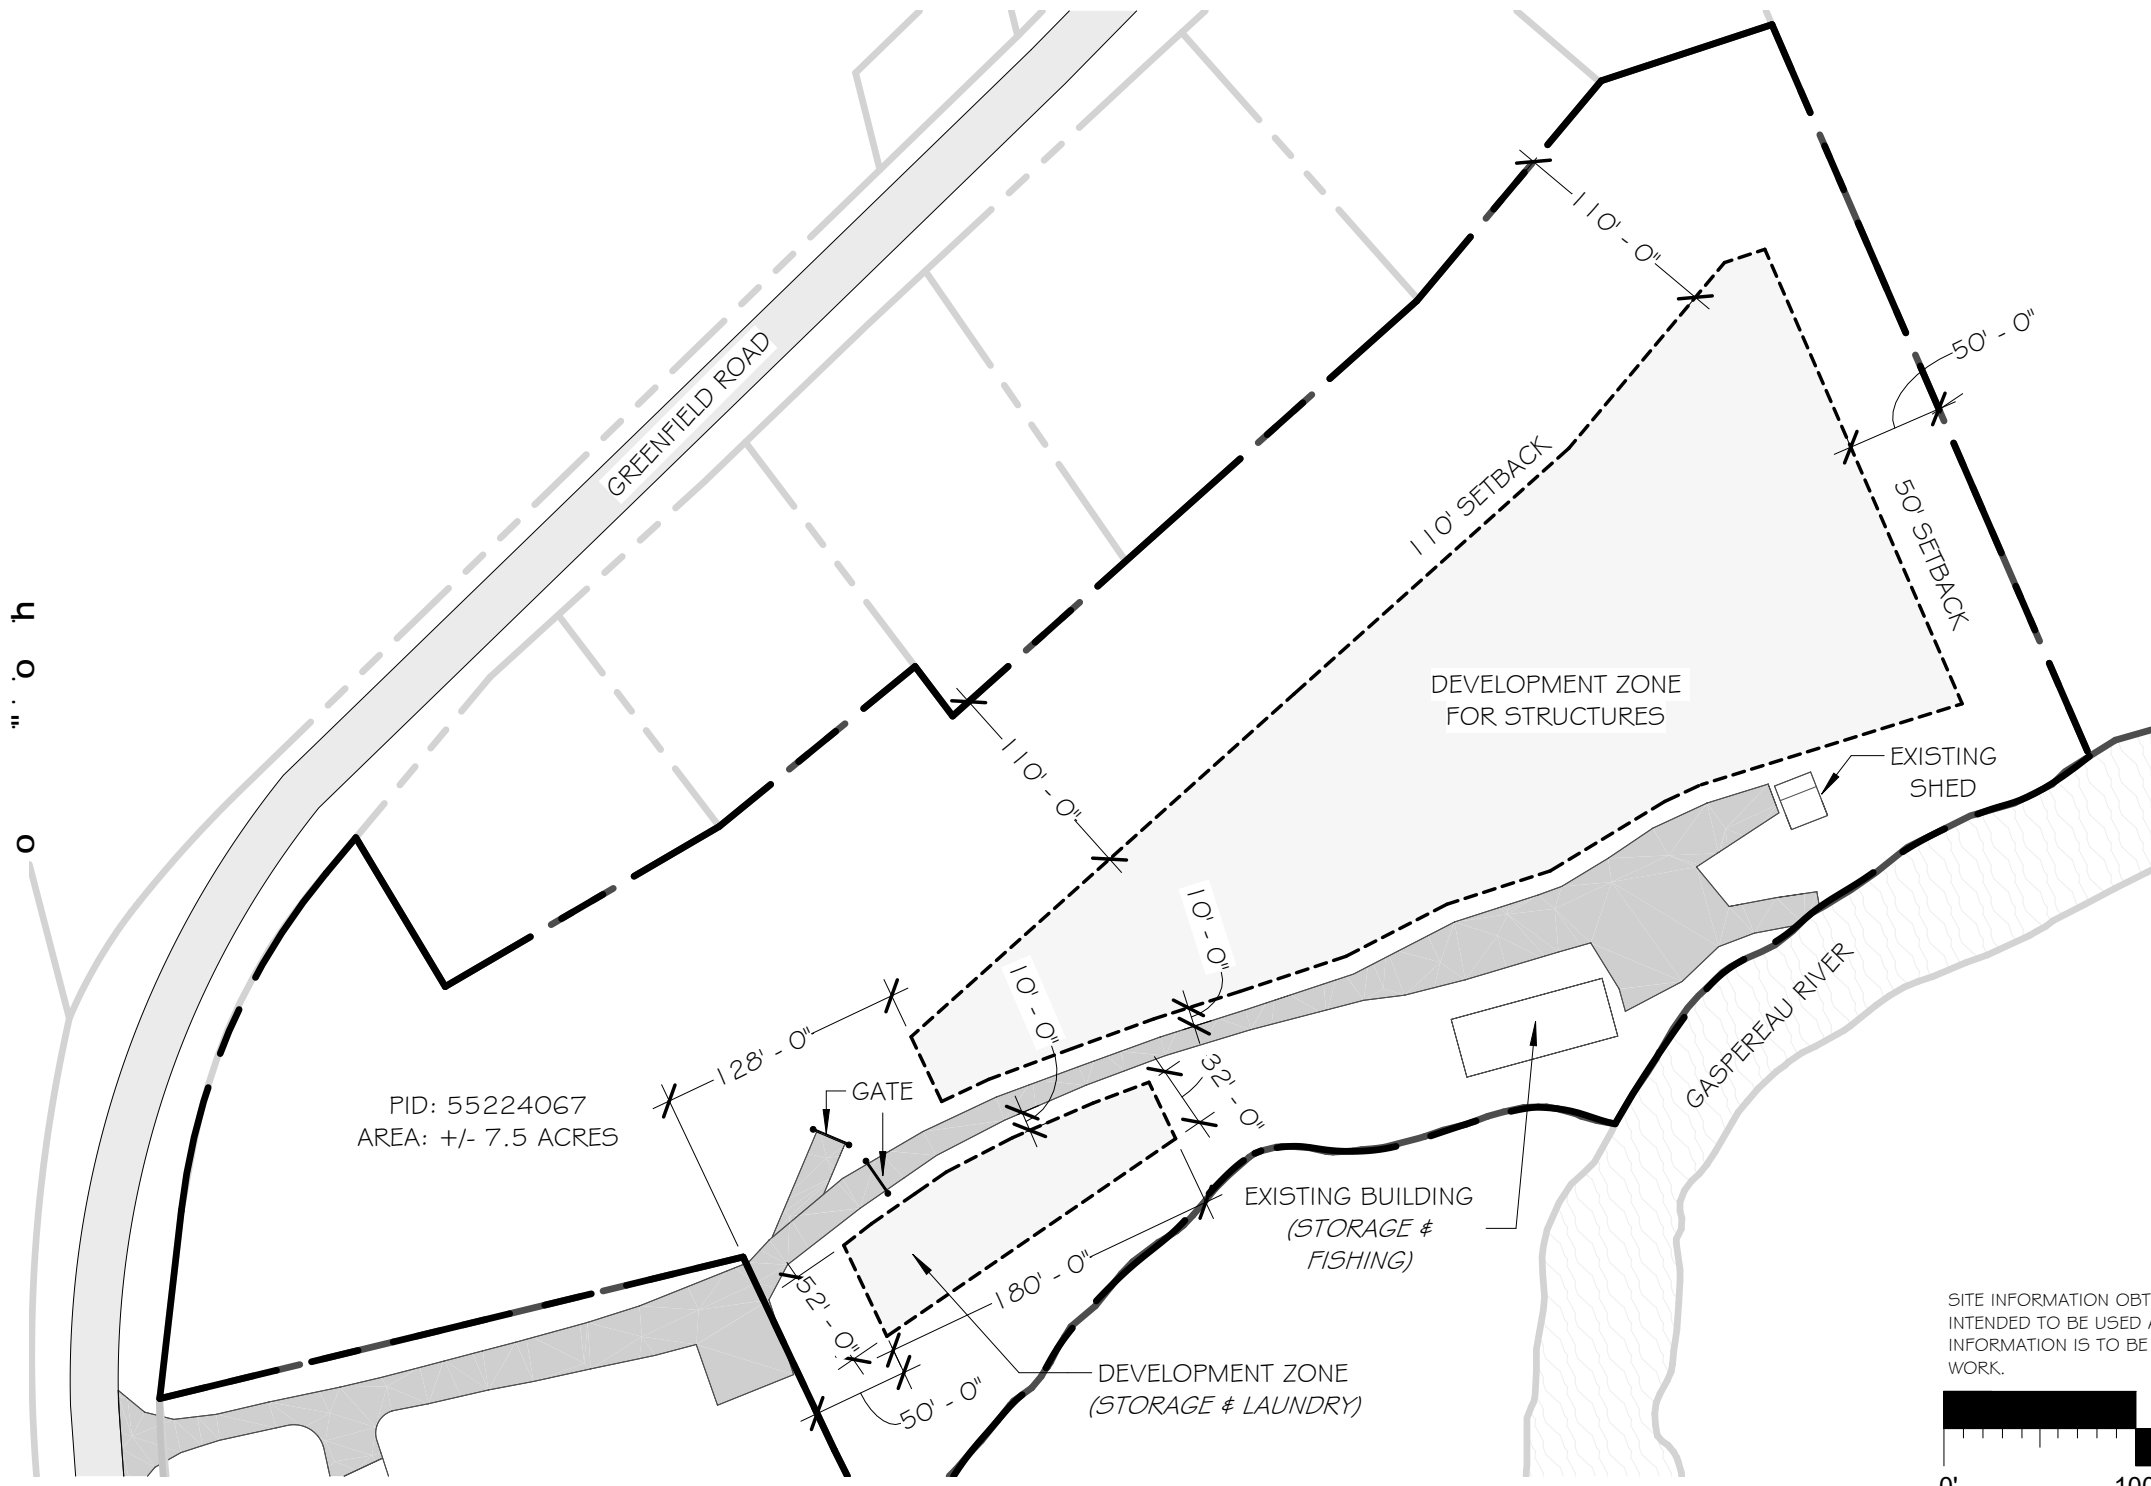 GREENFIELD ROAD
110' - 0"
50' - 0"
110' SETBACK
50' SETBACK
DEVELOPMENT ZONE
FOR STRUCTURES
110' - 0"
EXISTING
SHED
10' - 0"
10' - 0"
128' - 0"
GATE
PID: 55224067
AREA: +/- 7.5 ACRES
32' - 0"
GASPEREAU RIVER
EXISTING BUILDING
(STORAGE &
FISHING)
180' - 0"
52' - 0"
50' - 0"
DEVELOPMENT ZONE
(STORAGE & LAUNDRY)
SITE INFORMATION OBT
INTENDED TO BE USED
INFORMATION IS TO BE
WORK.
0'
100